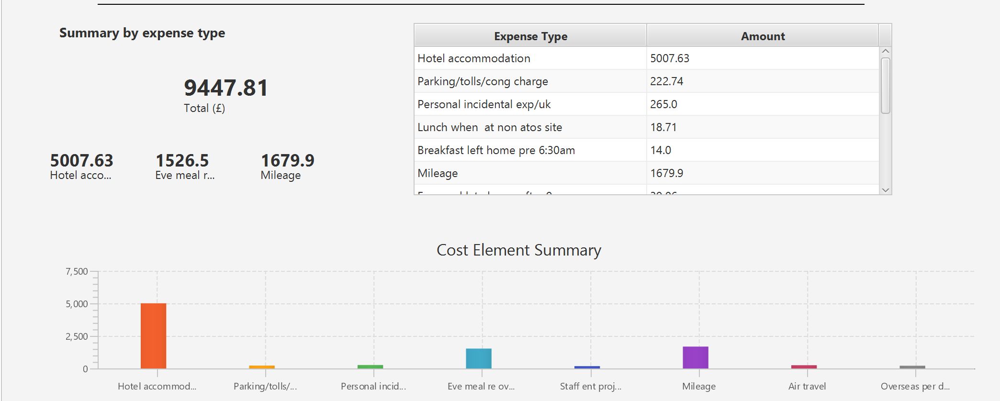 Summary by expense type
9447.81
Total (£)
5007.63 1526.5 1679.9
Hotel acco... Eve meal r... Mileage
Expense Type Amount
Hotel accommodation 5007.63
Parking/tolls/cong charge 222.74
Personal incidental exp/uk 265.0
Lunch when  at non atos site 18.71
Breakfast left home pre 6:30am 14.0
Mileage 1679.9
Cost Element Summary
7,500
5,000
2,500
0
Hotel accommod... Parking/tolls/... Personal incid... Eve meal re ov... Staff ent proj... Mileage Air travel Overseas per d...